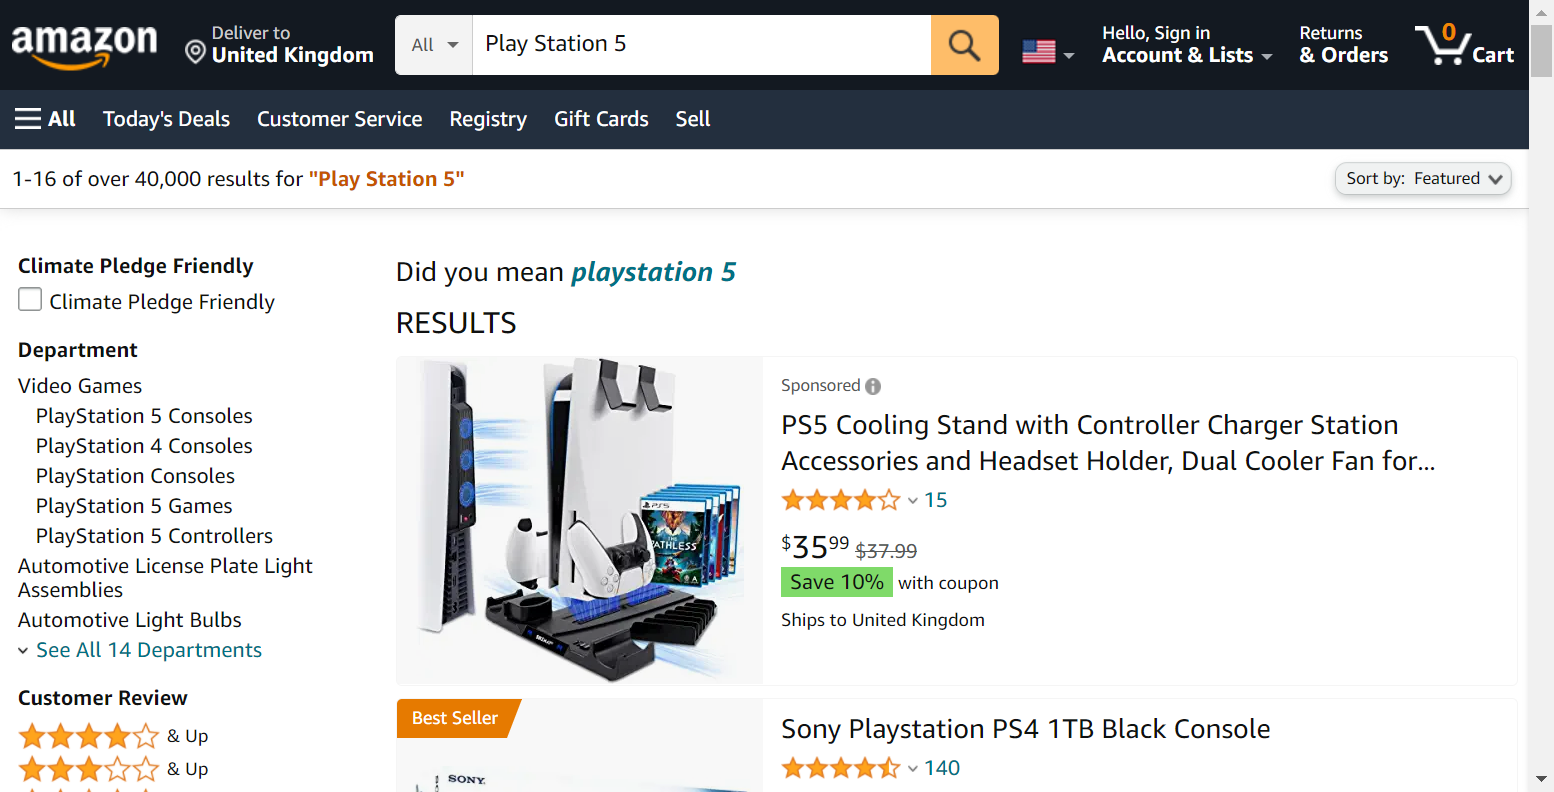 amazon
Deliver to
United Kingdom
All
Play Station 5
Hello, Sign in
Account & Lists
Returns
& Orders
0
Cart
All
Today's Deals
Customer Service
Registry
Gift Cards
Sell
1-16 of over 40,000 results for "Play Station 5"
Sort by: Featured
Climate Pledge Friendly
Climate Pledge Friendly
Department
Video Games
PlayStation 5 Consoles
PlayStation 4 Consoles
PlayStation Consoles
PlayStation 5 Games
PlayStation 5 Controllers
Automotive License Plate Light
Assemblies
Automotive Light Bulbs
See All 14 Departments
Customer Review
& Up
& Up
Did you mean playstation 5
RESULTS
PS5
PATHLESS
Sponsored
PS5 Cooling Stand with Controller Charger Station
Accessories and Headset Holder, Dual Cooler Fan for...
15
$35.99 $37.99
Save 10% with coupon
Ships to United Kingdom
Best Seller
SONY
Sony Playstation PS4 1TB Black Console
140